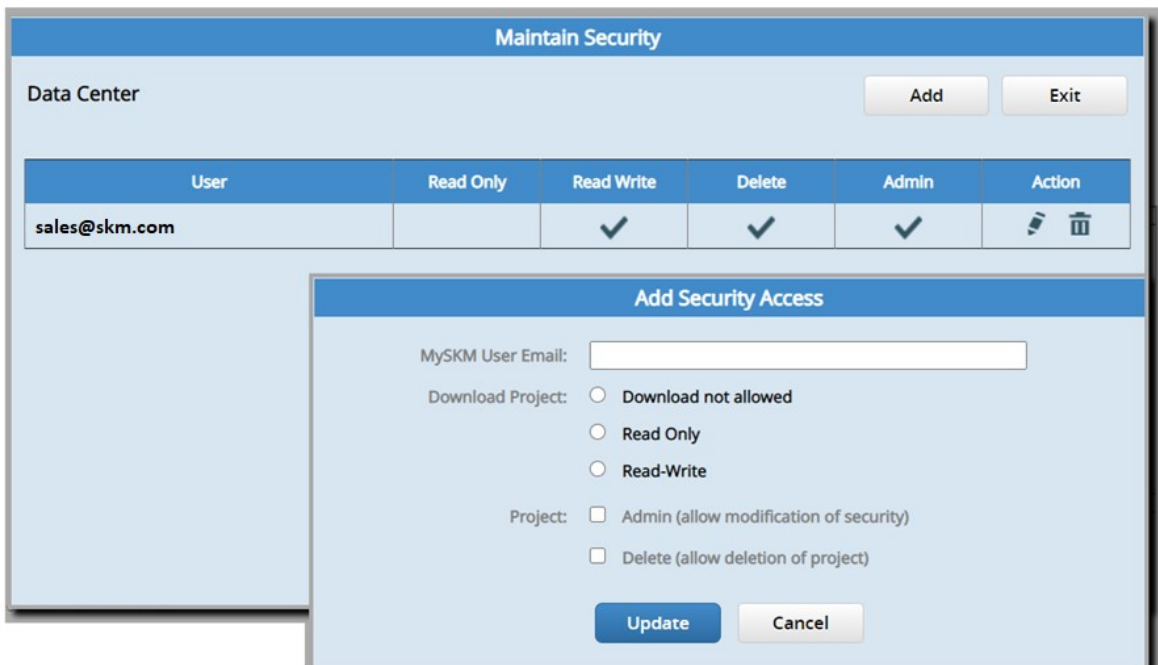 Maintain Security
Data Center
Add Exit
User Read Only Read Write Delete Admin Action
sales@skm.com
Add Security Access
MySKM User Email:
Download Project: Download not allowed
Read Only
Read-Write
Project: Admin (allow modification of security)
Delete (allow deletion of project)
Update Cancel